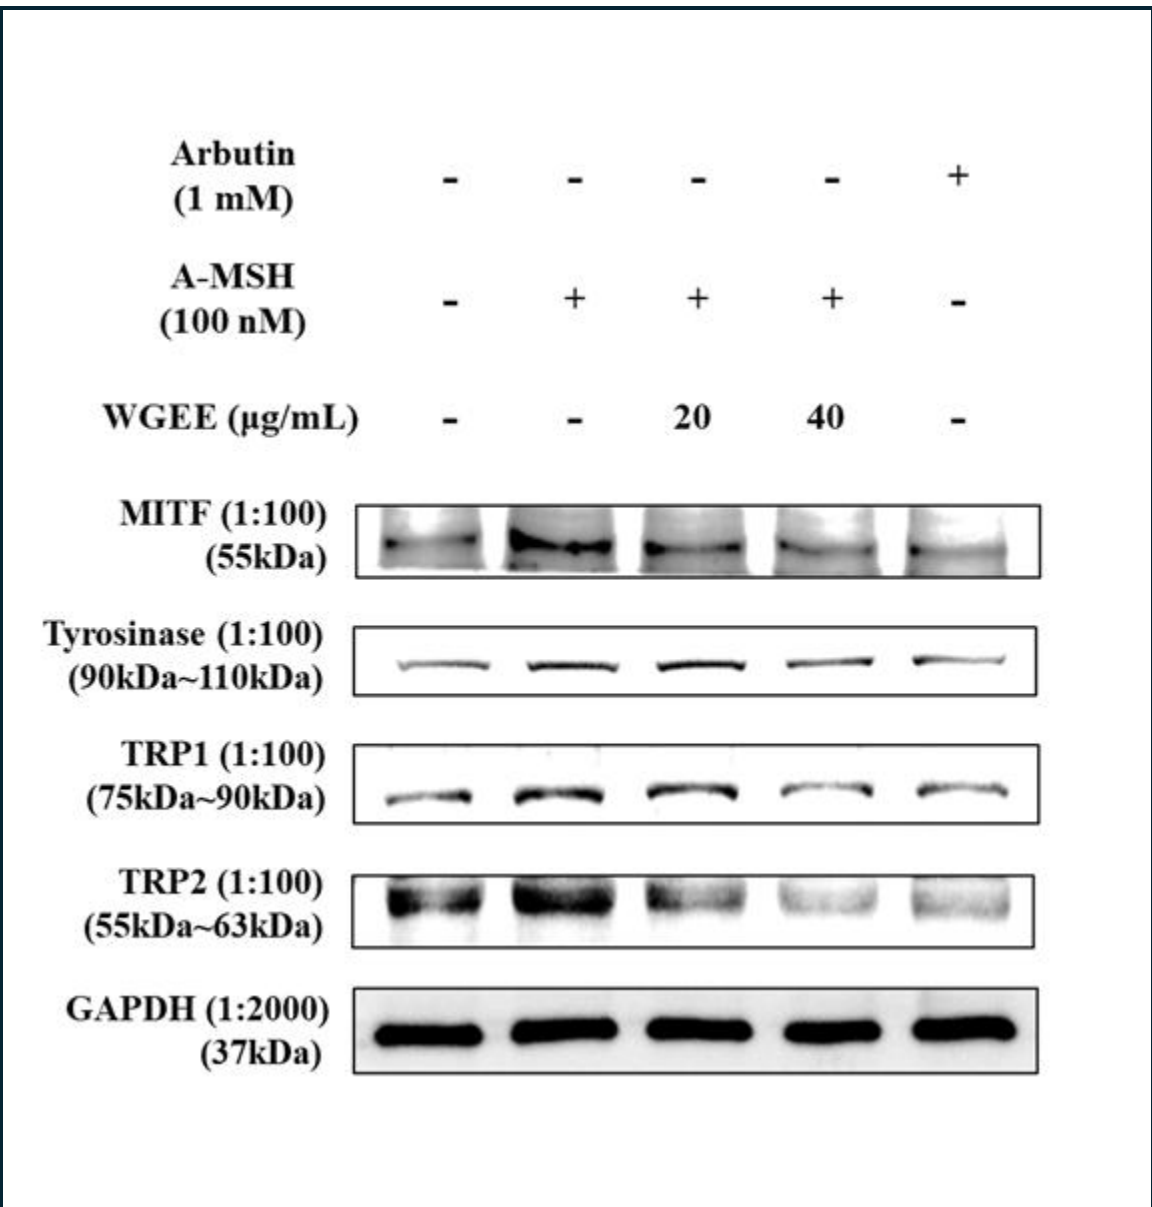 Arbutin
(1 mM)
- - - - +
A-MSH
(100 nM)
- + + + -
WGEE (µg/mL) - - 20 40 -
MITF (1:100)
(55kDa)
Tyrosinase (1:100)
(90kDa~110kDa)
TRP1 (1:100)
(75kDa~90kDa)
TRP2 (1:100)
(55kDa~63kDa)
GAPDH (1:2000)
(37kDa)